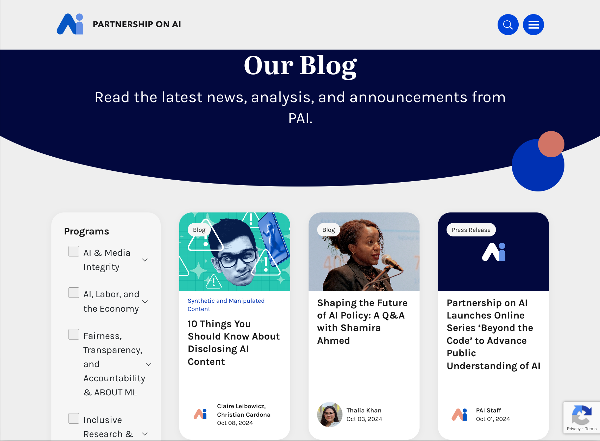 PARTNERSHIP ON AI
Our Blog
Read the latest news, analysis, and announcements from
PAI.
Programs
AI & Media
Integrity
AI, Labor, and
the Economy
Fairness,
Transparency,
and
Accountability
& ABOUT ML
Inclusive
Research &
Blog
Synthetic and Manipulated
Content
10 Things You
Should Know About
Disclosing AI
Content
Claire Leibowicz,
Christian Cardona
Oct 08, 2024
Blog
Shaping the Future
of AI Policy: A Q&A
with Shamira
Ahmed
Thalia Khan
Oct 03, 2024
Press Release
Partnership on AI
Launches Online
Series ‘Beyond the
Code’ to Advance
Public
Understanding of AI
PAI Staff
Oct 01, 2024
Privacy - Terms